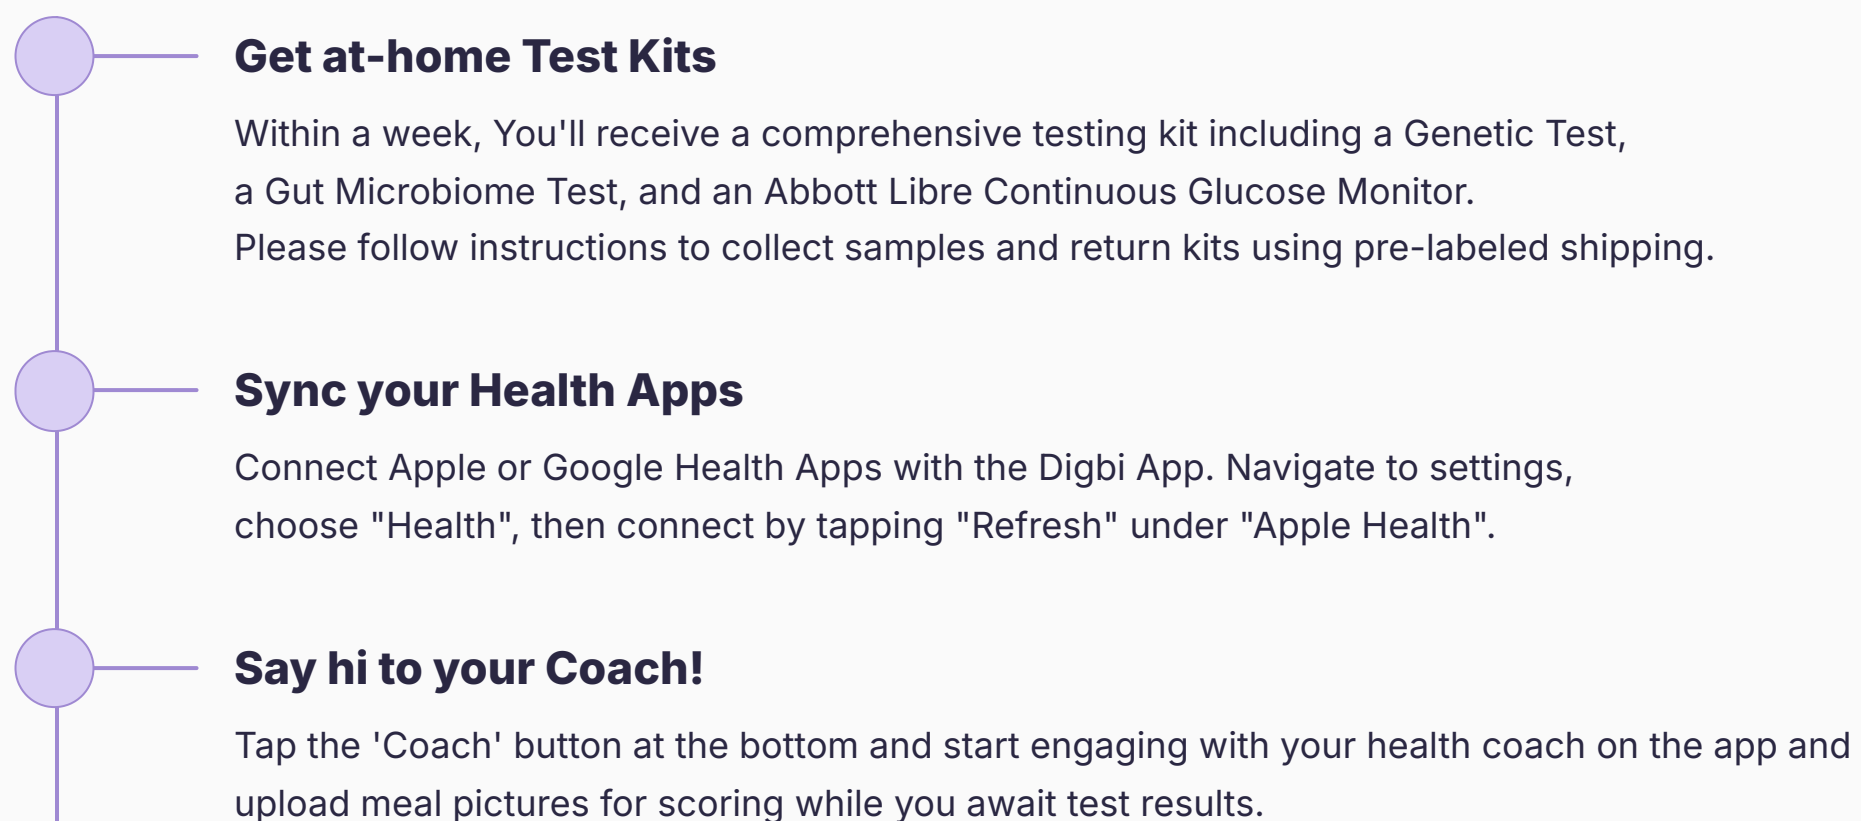 Get at-home Test Kits
Within a week, You'll receive a comprehensive testing kit including a Genetic Test,
a Gut Microbiome Test, and an Abbott Libre Continuous Glucose Monitor.
Please follow instructions to collect samples and return kits using pre-labeled shipping.
Sync your Health Apps
Connect Apple or Google Health Apps with the Digbi App. Navigate to settings,
choose "Health", then connect by tapping "Refresh" under "Apple Health".
Say hi to your Coach!
Tap the 'Coach' button at the bottom and start engaging with your health coach on the app and
upload meal pictures for scoring while you await test results.